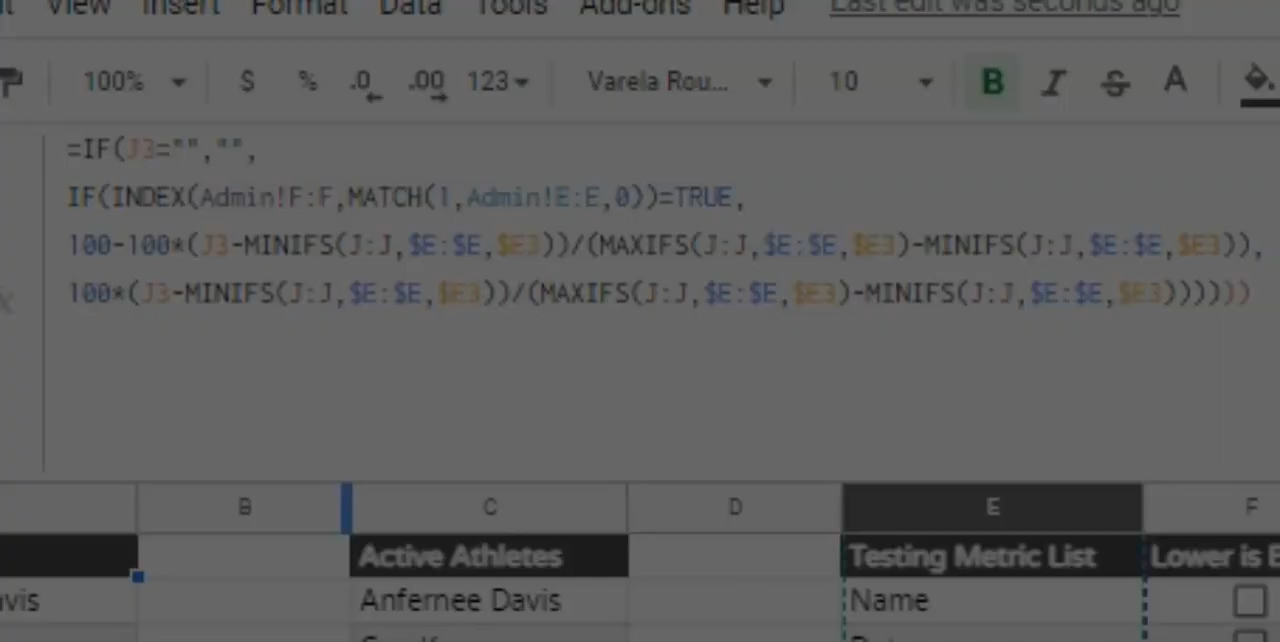 View Insert Format Data Tools Add-ons Help Last edit was seconds ago
100% $ % .0 .00 123 Varela Rou... 10 B I S A
=IF(J3="","",
IF(INDEX(Admin!F:F,MATCH(1,Admin!E:E,0))=TRUE,
100-100*(J3-MINIFS(J:J,$E:$E,$E3))/(MAXIFS(J:J,$E:$E,$E3)-MINIFS(J:J,$E:$E,$E3)),
100*(J3-MINIFS(J:J,$E:$E,$E3))/(MAXIFS(J:J,$E:$E,$E3)-MINIFS(J:J,$E:$E,$E3))))))
B C D E F
Active Athletes Testing Metric List Lower is
Anfernee Davis Name